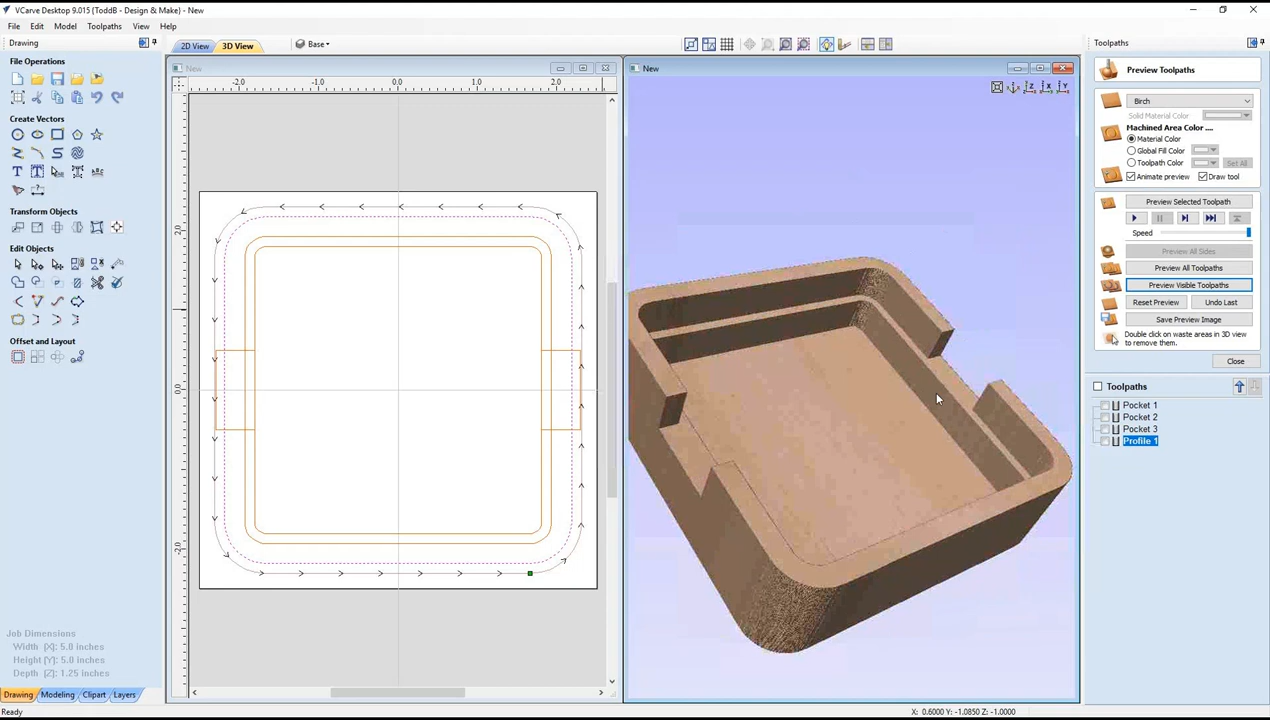 VCarve Desktop 9.015 {ToddB - Design & Make} - New
File Edit Model Toolpaths View Help
Drawing
File Operations
Create Vectors
Transform Objects
Edit Objects
Offset and Layout
Job Dimensions
Width (X): 5.0 inches
Height (Y): 5.0 inches
Depth (Z): 1.25 inches
Drawing Modeling Clipart Layers
Ready
2D View 3D View Base
New
-2.0 -1.0 0.0 1.0 2.0
2.0
0.0
-2.0
New
X: 0.6000 Y: -1.0850 Z: -1.0000
Toolpaths
Preview Toolpaths
Birch
Solid Material Color
Machined Area Color ....
Material Color
Global Fill Color
Toolpath Color Set All
Animate preview Draw tool
Preview Selected Toolpath
Speed
Preview All Sides
Preview All Toolpaths
Preview Visible Toolpaths
Reset Preview Undo Last
Save Preview Image
Double click on waste areas in 3D view
to remove them.
Close
Toolpaths
Pocket 1
Pocket 2
Pocket 3
Profile 1